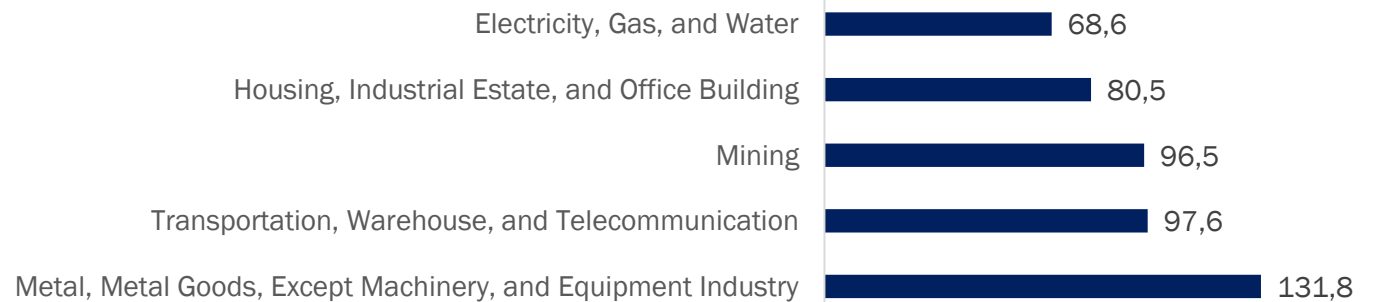 Electricity, Gas, and Water 68,6
Housing, Industrial Estate, and Office Building 80,5
Mining 96,5
Transportation, Warehouse, and Telecommunication 97,6
Metal, Metal Goods, Except Machinery, and Equipment Industry 131,8